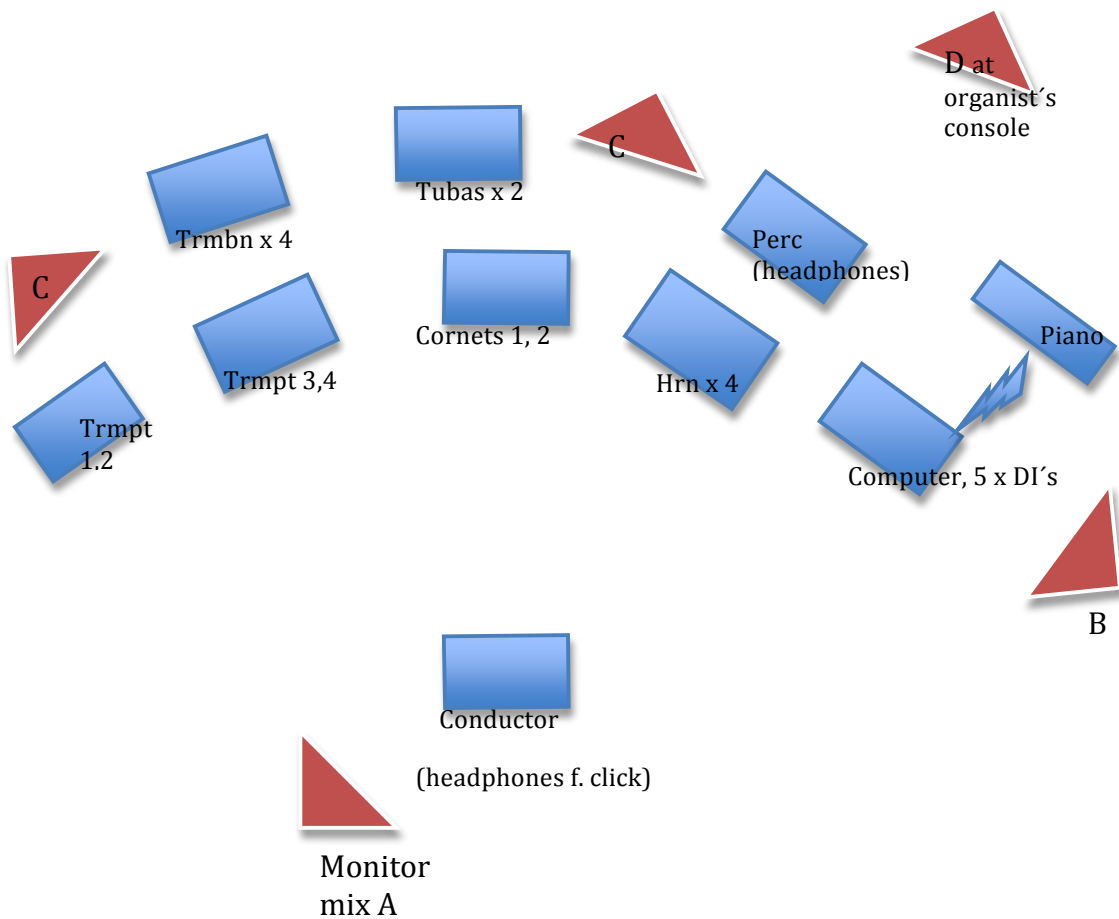 D at
organist´s
console
C
Tubas x 2
Trmbn x 4
Perc
(headphones)
C
Cornets 1, 2
Piano
Trmpt 3,4
Hrn x 4
Trmpt
1,2
Computer, 5 x DI´s
B
Conductor
(headphones f. click)
Monitor
mix A